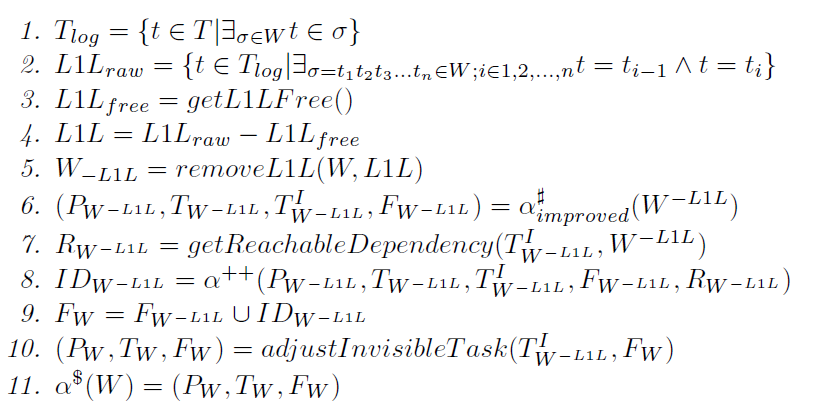 1. T_{log} = {t ∈ T|∃_{σ∈W} t ∈ σ}
2. L1L_{raw} = {t ∈ T_{log}|∃_{σ=t_1t_2t_3...t_n∈W;i∈1,2,...,n} t = t_{i−1} ∧ t = t_i}
3. L1L_{free} = getL1LFree()
4. L1L = L1L_{raw} − L1L_{free}
5. W_{−L1L} = removeL1L(W, L1L)
6. (P_{W^{−L1L}}, T_{W^{−L1L}}, T^I_{W^{−L1L}}, F_{W^{−L1L}}) = α^♯_{improved}(W^{−L1L})
7. R_{W^{−L1L}} = getReachableDependency(T^I_{W^{−L1L}}, W^{−L1L})
8. ID_{W^{−L1L}} = α^{++}(P_{W^{−L1L}}, T_{W^{−L1L}}, T^I_{W^{−L1L}}, F_{W^{−L1L}}, R_{W^{−L1L}})
9. F_W = F_{W^{−L1L}} ∪ ID_{W^{−L1L}}
10. (P_W, T_W, F_W) = adjustInvisibleTask(T^I_{W^{−L1L}}, F_W)
11. α^$(W) = (P_W, T_W, F_W)